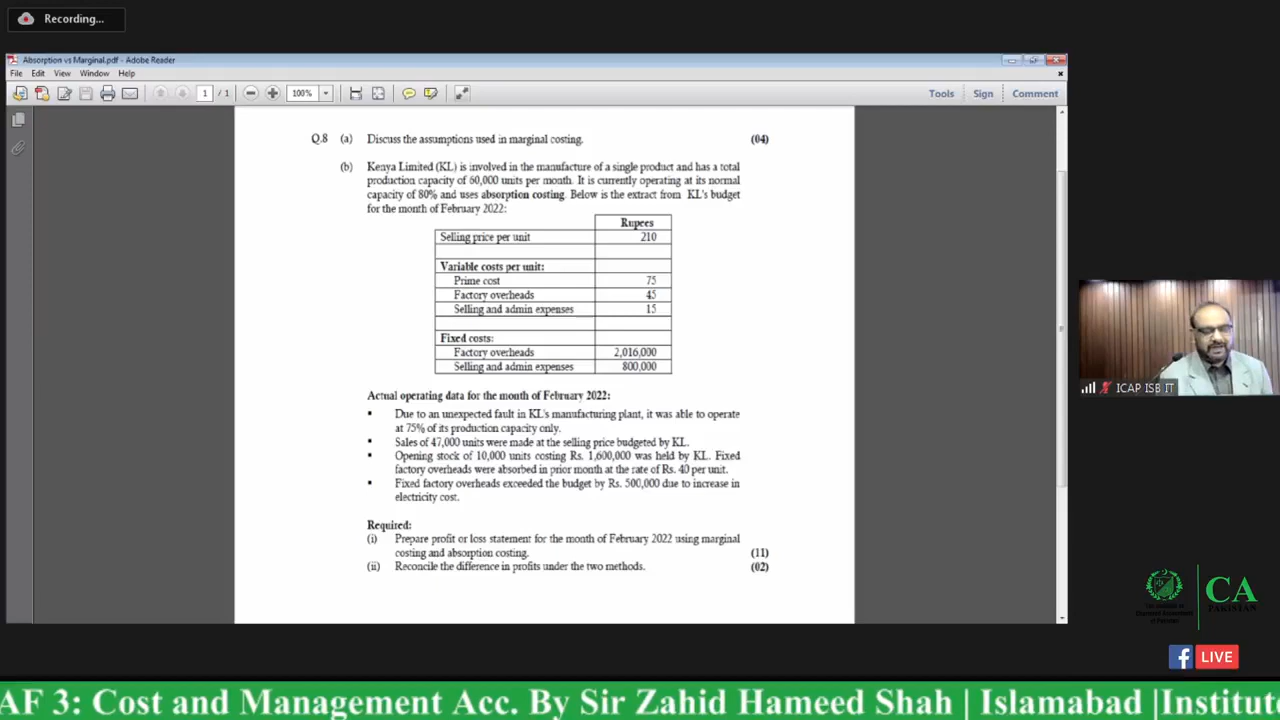 Recording...
Absorption vs Marginal.pdf - Adobe Reader
File Edit View Window Help
1 / 1 100% Tools Sign Comment
Q.8 (a) Discuss the assumptions used in marginal costing. (04)
(b) Kenya Limited (KL) is involved in the manufacture of a single product and has a total
production capacity of 60,000 units per month. It is currently operating at its normal
capacity of 80% and uses absorption costing. Below is the extract from KL's budget
for the month of February 2022:
Rupees
Selling price per unit 210
Variable costs per unit:
Prime cost 75
Factory overheads 45
Selling and admin expenses 15
Fixed costs:
Factory overheads 2,016,000
Selling and admin expenses 800,000
Actual operating data for the month of February 2022:
▪ Due to an unexpected fault in KL's manufacturing plant, it was able to operate
at 75% of its production capacity only.
▪ Sales of 47,000 units were made at the selling price budgeted by KL.
▪ Opening stock of 10,000 units costing Rs. 1,600,000 was held by KL. Fixed
factory overheads were absorbed in prior month at the rate of Rs. 40 per unit.
▪ Fixed factory overheads exceeded the budget by Rs. 500,000 due to increase in
electricity cost.
Required:
(i) Prepare profit or loss statement for the month of February 2022 using marginal
costing and absorption costing. (11)
(ii) Reconcile the difference in profits under the two methods. (02)
ICAP ISB IT
CA
PAKISTAN
f LIVE
AF 3: Cost and Management Acc. By Sir Zahid Hameed Shah | Islamabad |Institut